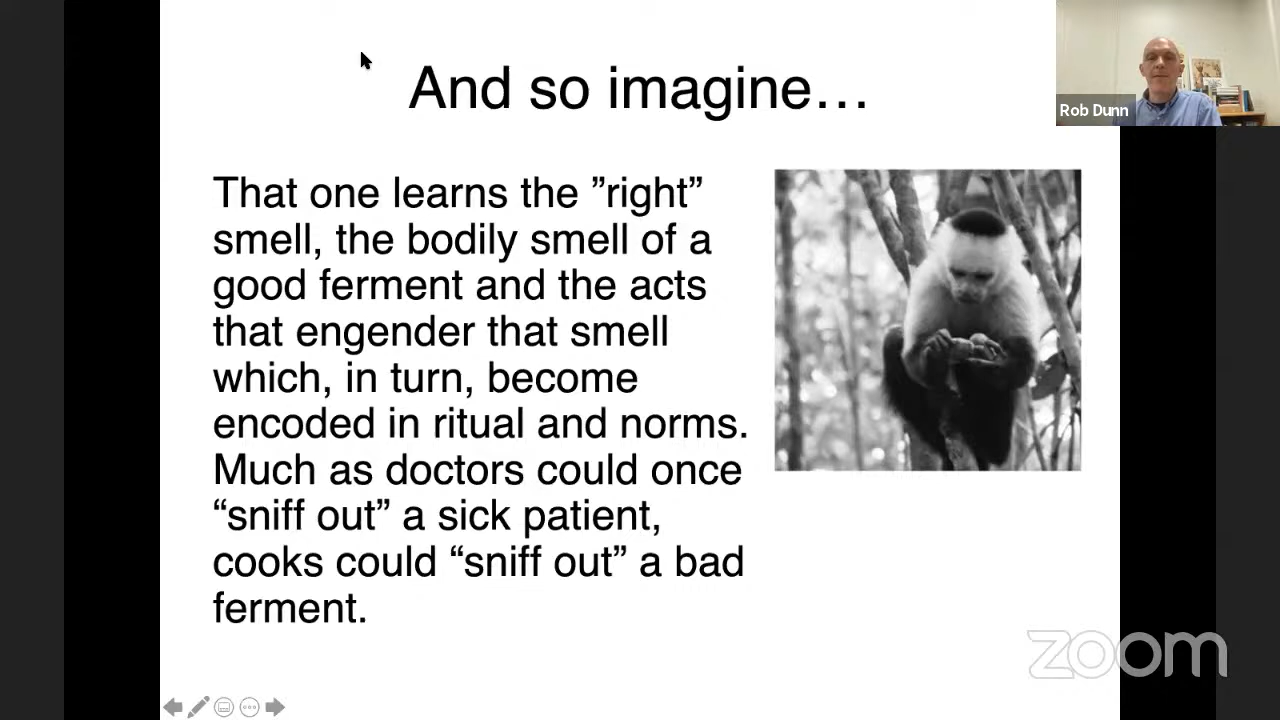 And so imagine…
Rob Dunn
That one learns the ”right”
smell, the bodily smell of a
good ferment and the acts
that engender that smell
which, in turn, become
encoded in ritual and norms.
Much as doctors could once
“sniff out” a sick patient,
cooks could “sniff out” a bad
ferment.
zoom